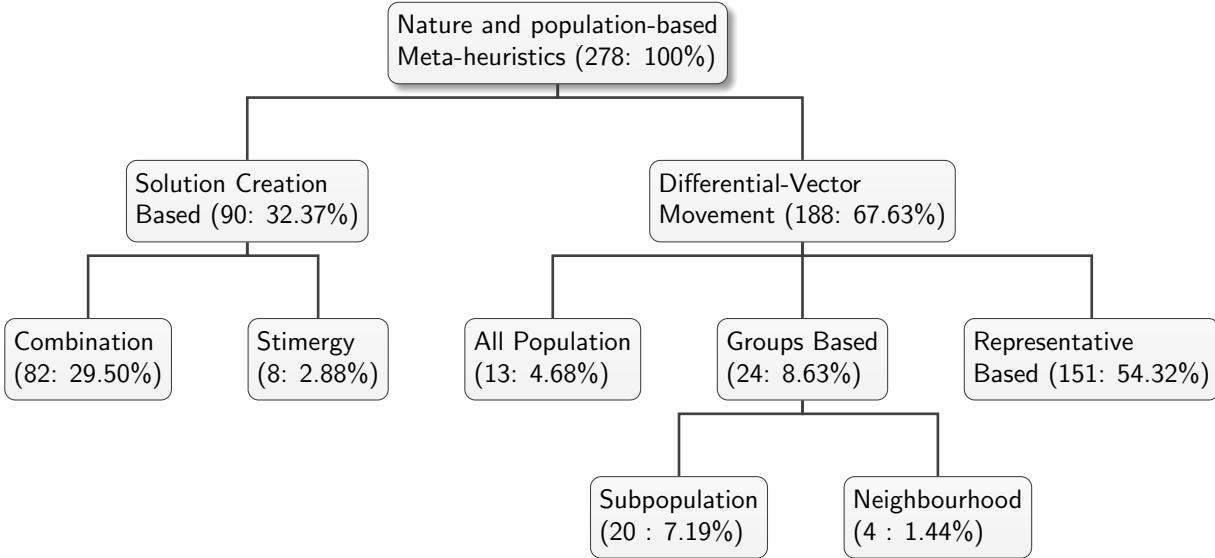 Nature and population-based
Meta-heuristics (278: 100%)
Solution Creation
Based (90: 32.37%)
Differential-Vector
Movement (188: 67.63%)
Combination
(82: 29.50%)
Stimergy
(8: 2.88%)
All Population
(13: 4.68%)
Groups Based
(24: 8.63%)
Representative
Based (151: 54.32%)
Subpopulation
(20 : 7.19%)
Neighbourhood
(4 : 1.44%)